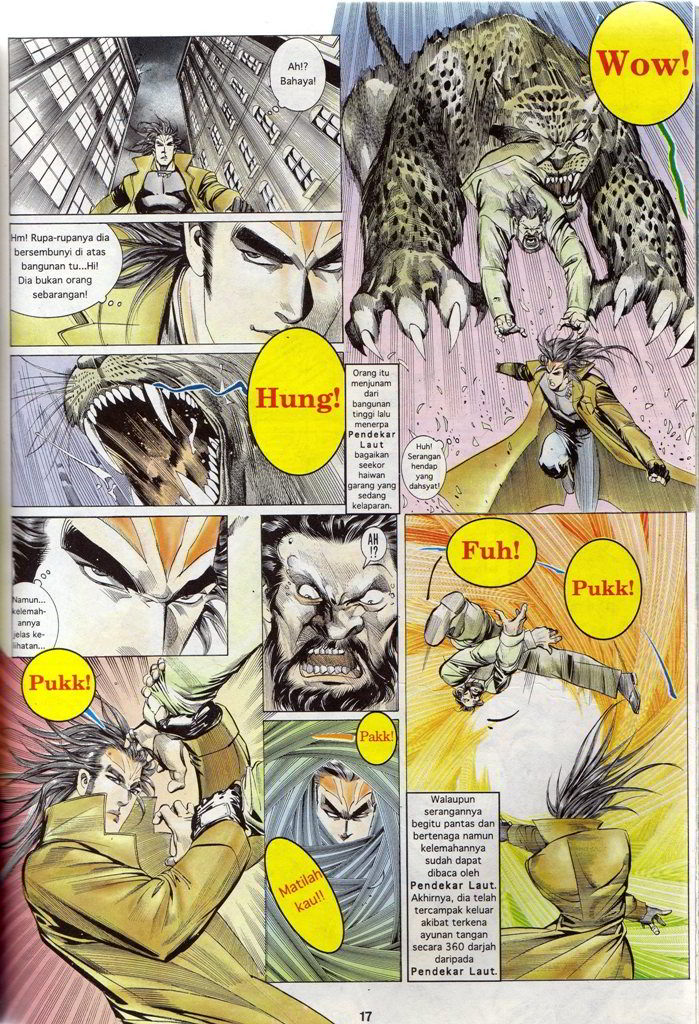 Ah!?
Bahaya!
Wow!
Hm! Rupa-rupanya dia
bersembunyi di atas
bangunan tu...Hi!
Dia bukan orang
sebarangan!
Hung!
Orang itu
menjunam
dari
bangunan
tinggi lalu
menerpa
Pendekar
Laut
bagaikan
seekor
haiwan
garang yang
sedang
kelaparan.
Huh!
Serangan
hendap
yang
dahsyat!
Namun...
kelemah-
annya
jelas ke-
lihatan...
AH
!?
Fuh!
Pukk!
Pukk!
Pakk!
Matilah
kau!!
Walaupun
serangannya
begitu pantas dan
bertenaga namun
kelemahannya
sudah dapat
dibaca oleh
Pendekar Laut.
Akhirnya, dia telah
tercampak keluar
akibat terkena
ayunan tangan
secara 360 darjah
daripada
Pendekar Laut.
17